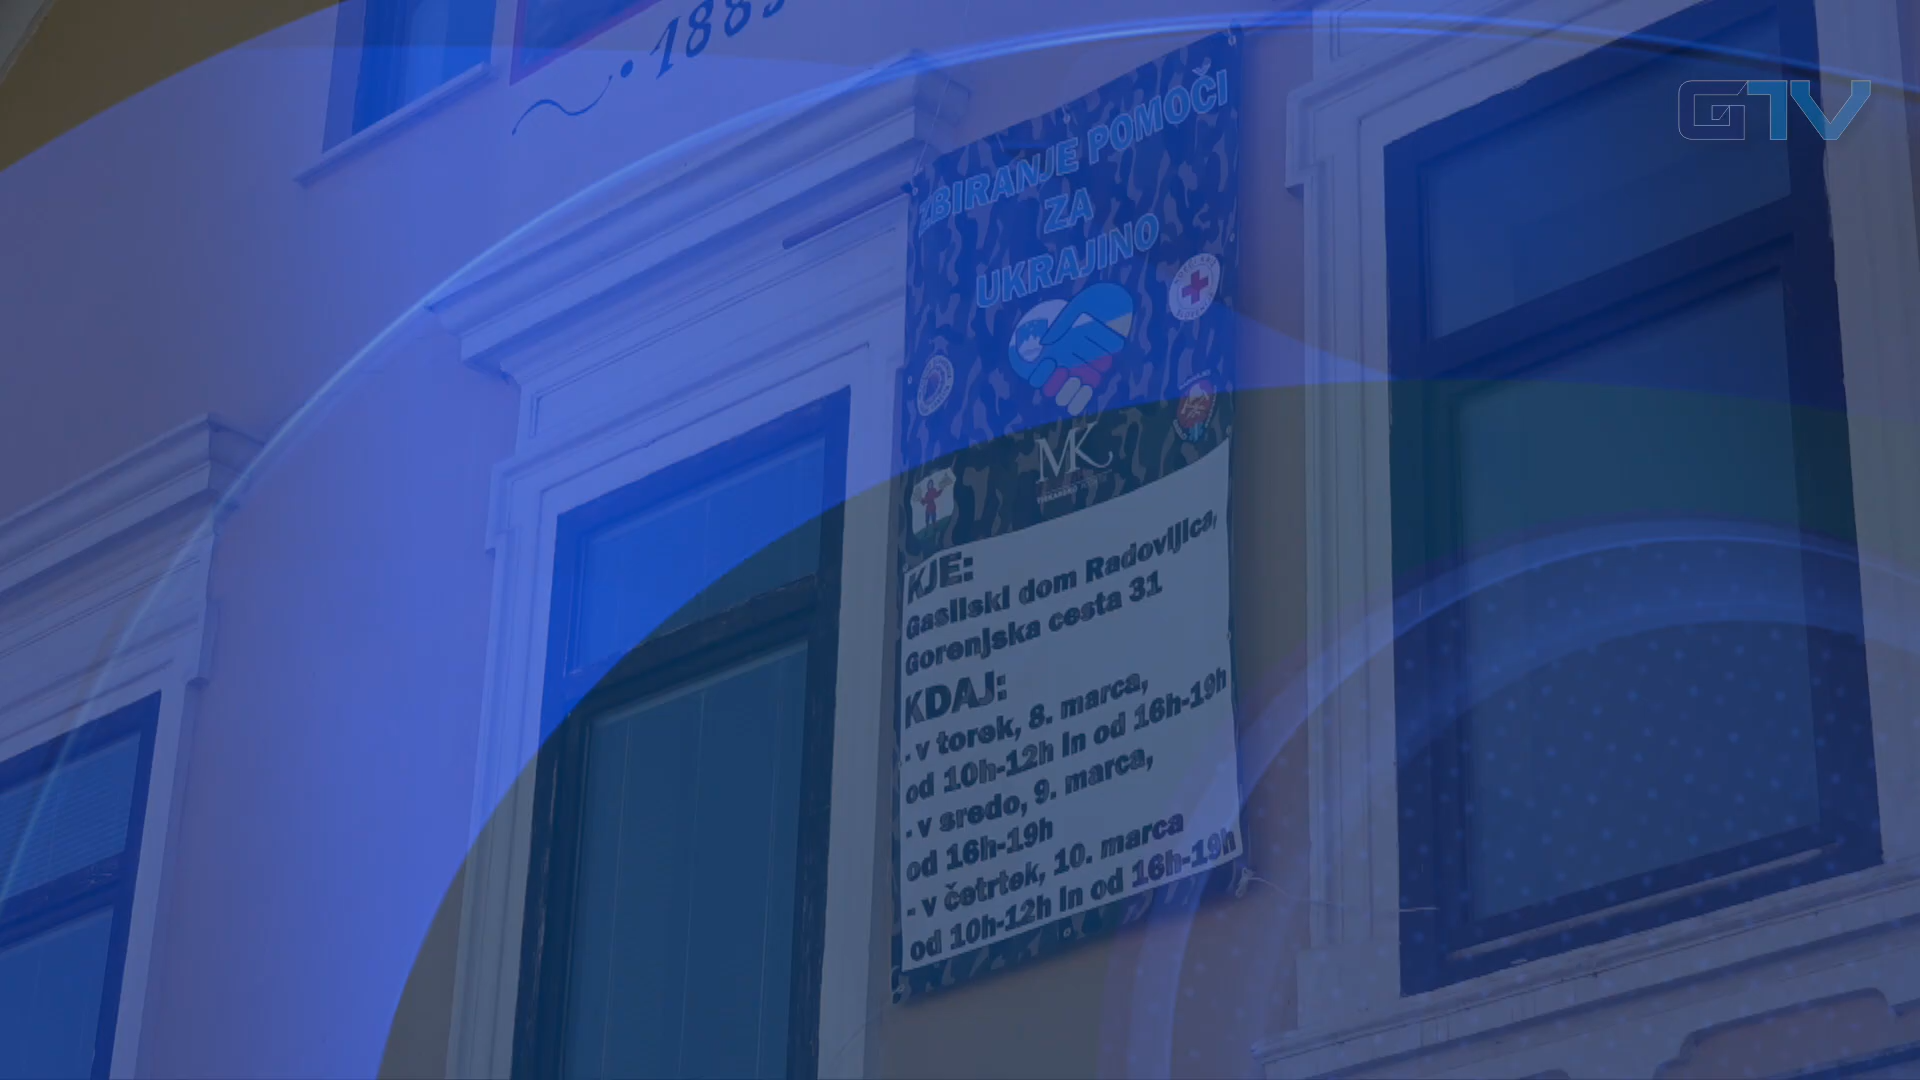 • 1883
GTV
ZBIRANJE POMOČI
ZA
UKRAJINO
MK
KJE:
Gasilski dom Radovljica,
Gorenjska cesta 31
KDAJ:
- v torek, 8. marca,
od 10h-12h in od 16h-19h
- v sredo, 9. marca,
od 16h-19h
- v četrtek, 10. marca
od 10h-12h in od 16h-19h